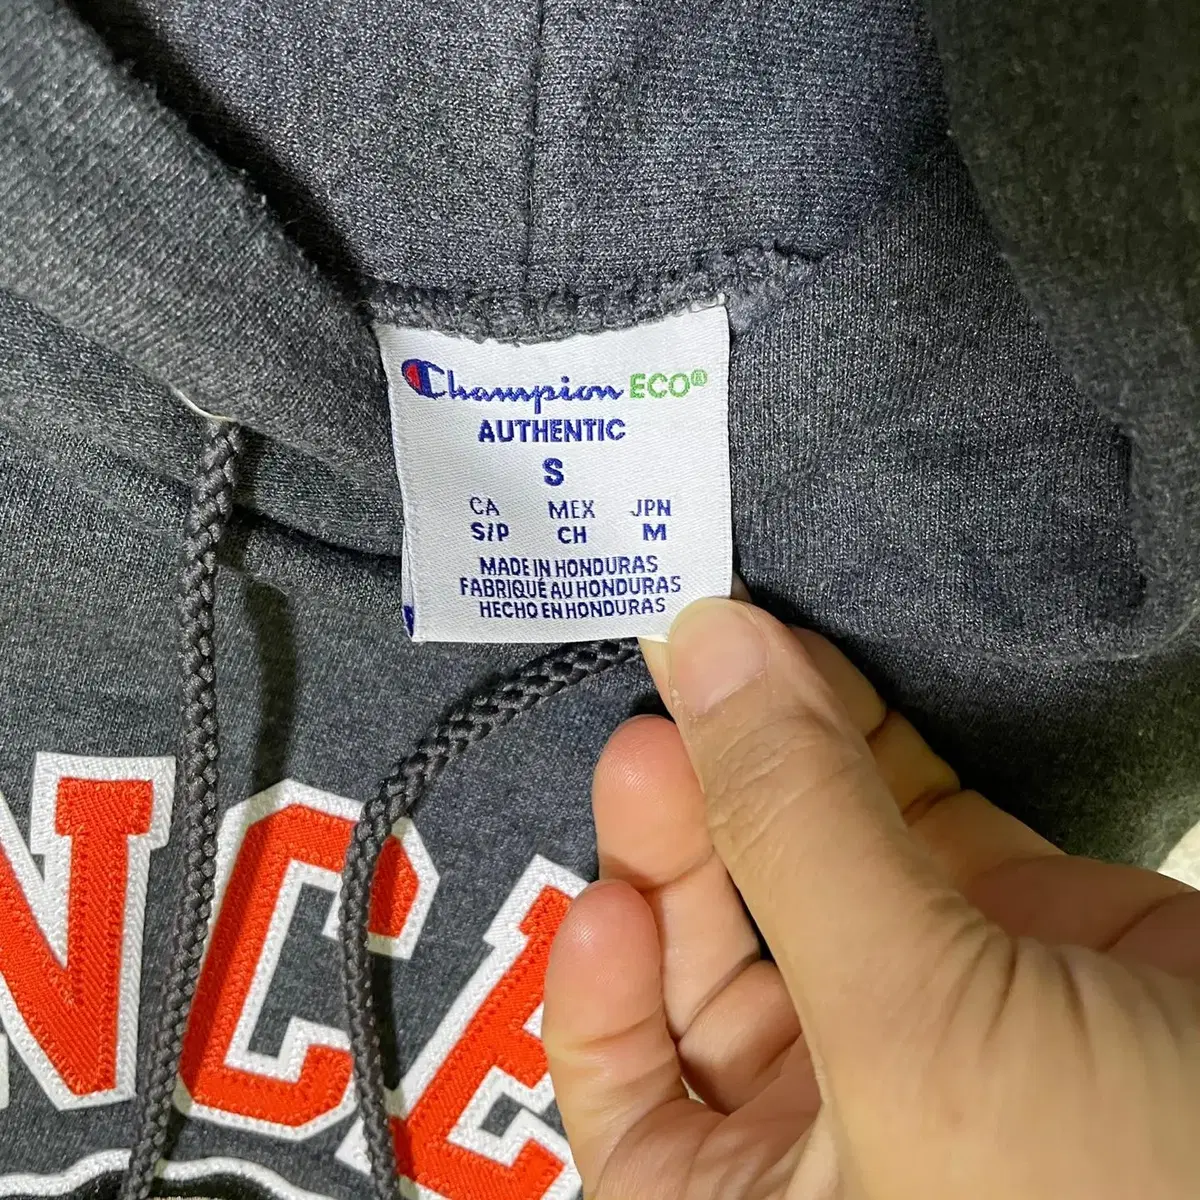 Champion ECO®
AUTHENTIC
S
CA MEX JPN
S/P CH M
MADE IN HONDURAS
FABRIQUÉ AU HONDURAS
HECHO EN HONDURAS
NCE